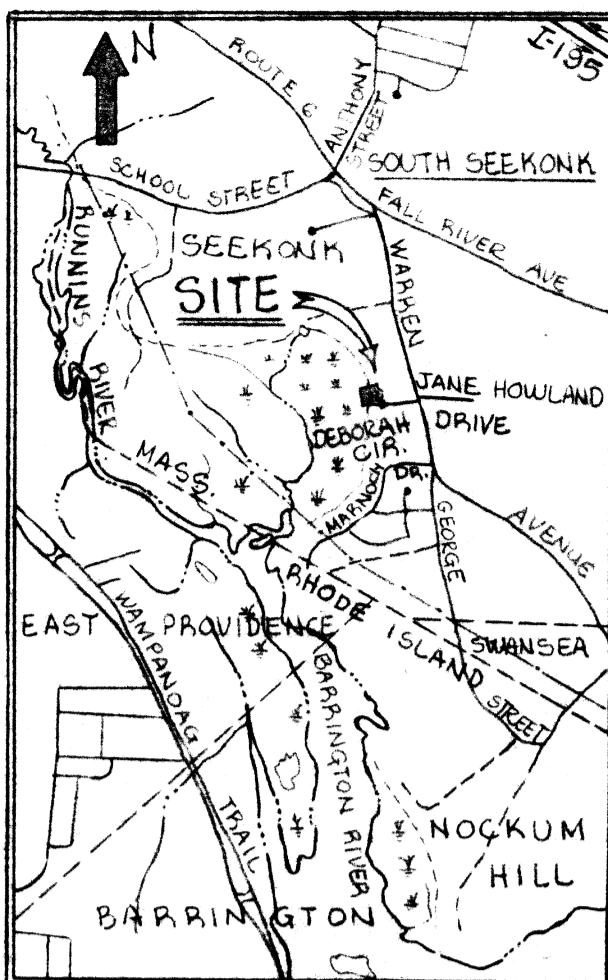 N
I-195
ROUTE 6
ANTHONY STREET
SOUTH SEEKONK
SCHOOL STREET
FALL RIVER AVE
RUNNINS RIVER
SEEKONK
SITE
WARREN AVENUE
JANE HOWLAND
DRIVE
DEBORAH
CIR.
MARNOCH DR.
MASS.
RHODE ISLAND
GEORGE STREET
EAST PROVIDENCE
SWANSEA
WAMPANOAG TRAIL
BARRINGTON RIVER
NOCKUM
HILL
BARRINGTON